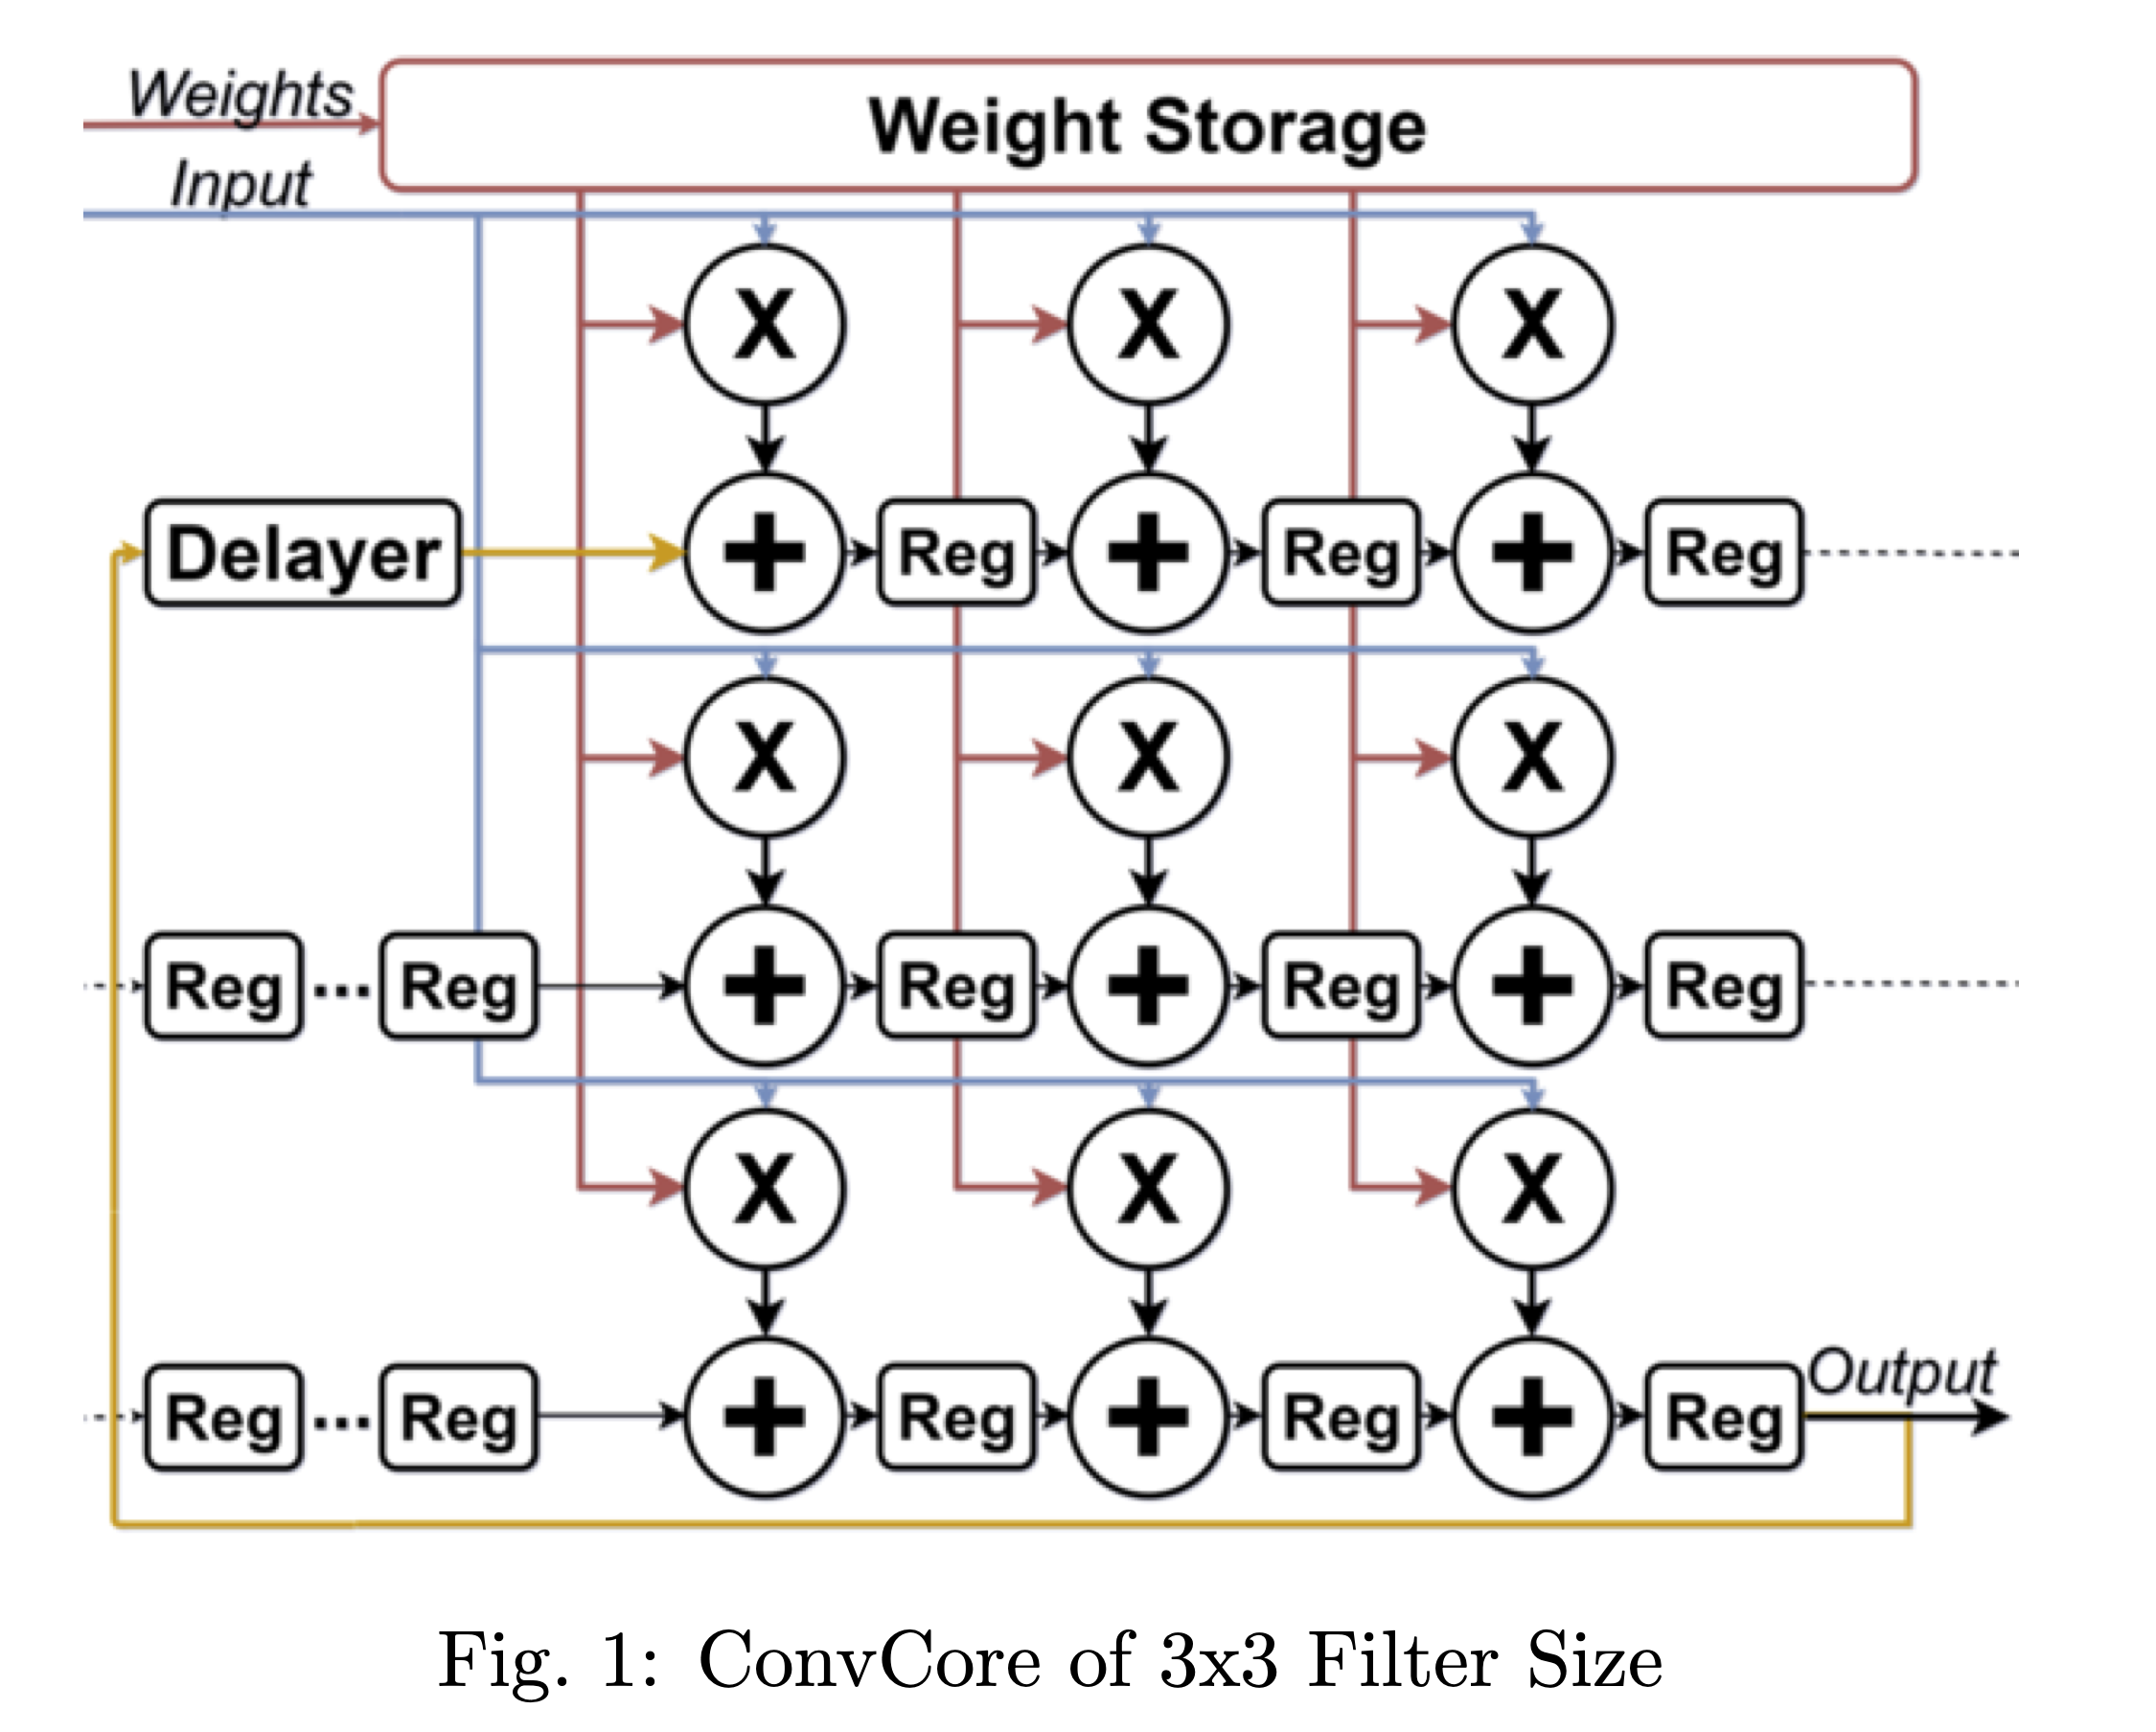 Weights
Weight Storage
Input
X X X
Delayer + Reg + Reg + Reg
X X X
Reg ... Reg + Reg + Reg + Reg
X X X
Output
Reg ... Reg + Reg + Reg + Reg
Fig. 1: ConvCore of 3x3 Filter Size